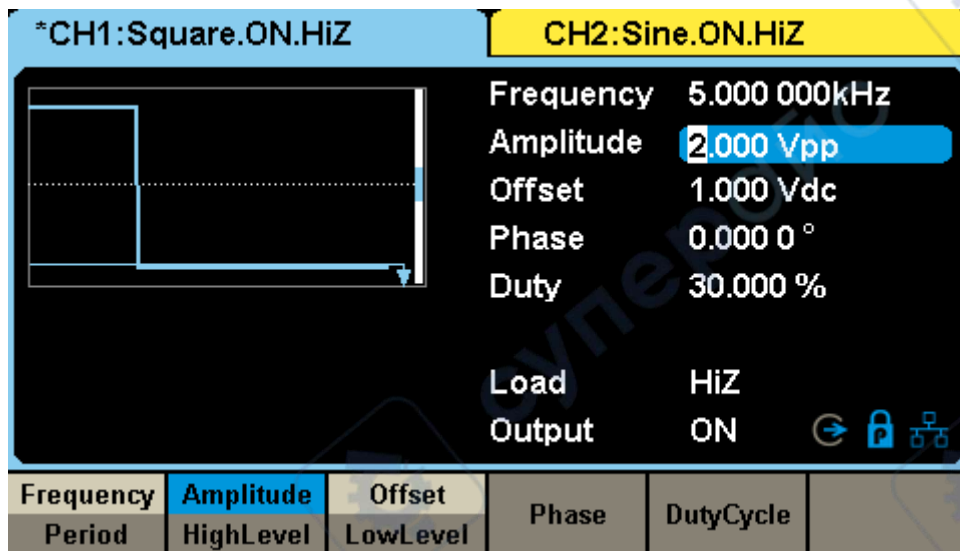 *CH1:Square.ON.HiZ CH2:Sine.ON.HiZ
Frequency 5.000 000kHz
Amplitude 2.000 Vpp
Offset 1.000 Vdc
Phase 0.000 0 °
Duty 30.000 %
Load HiZ
Output ON
P
Frequency Amplitude Offset Phase DutyCycle
Period HighLevel LowLevel
суперайс